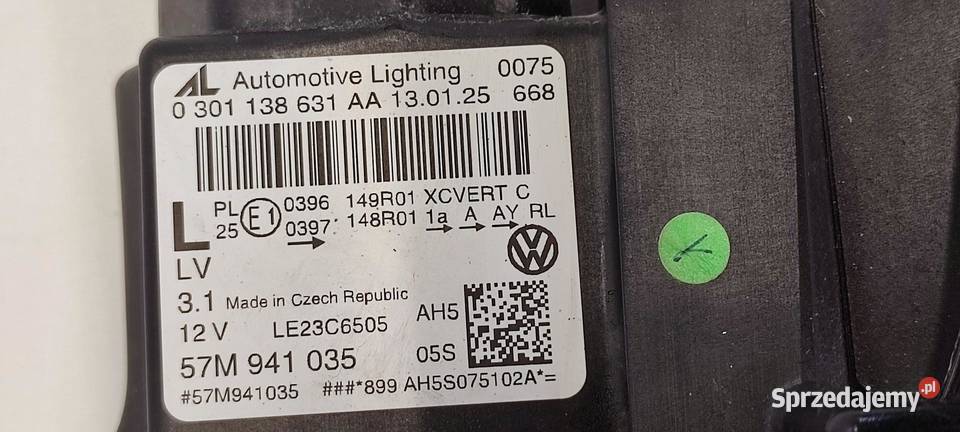 AL Automotive Lighting 0075
0 301 138 631 AA 13.01.25 668
L PL 25 E1 0396 149R01 XCVERT C
0397 148R01 1a A AY RL
LV
3.1 Made in Czech Republic
12 V LE23C6505 AH5
57M 941 035 05S
#57M941035 ###*899 AH5S075102A*=
Sprzedajemy.pl